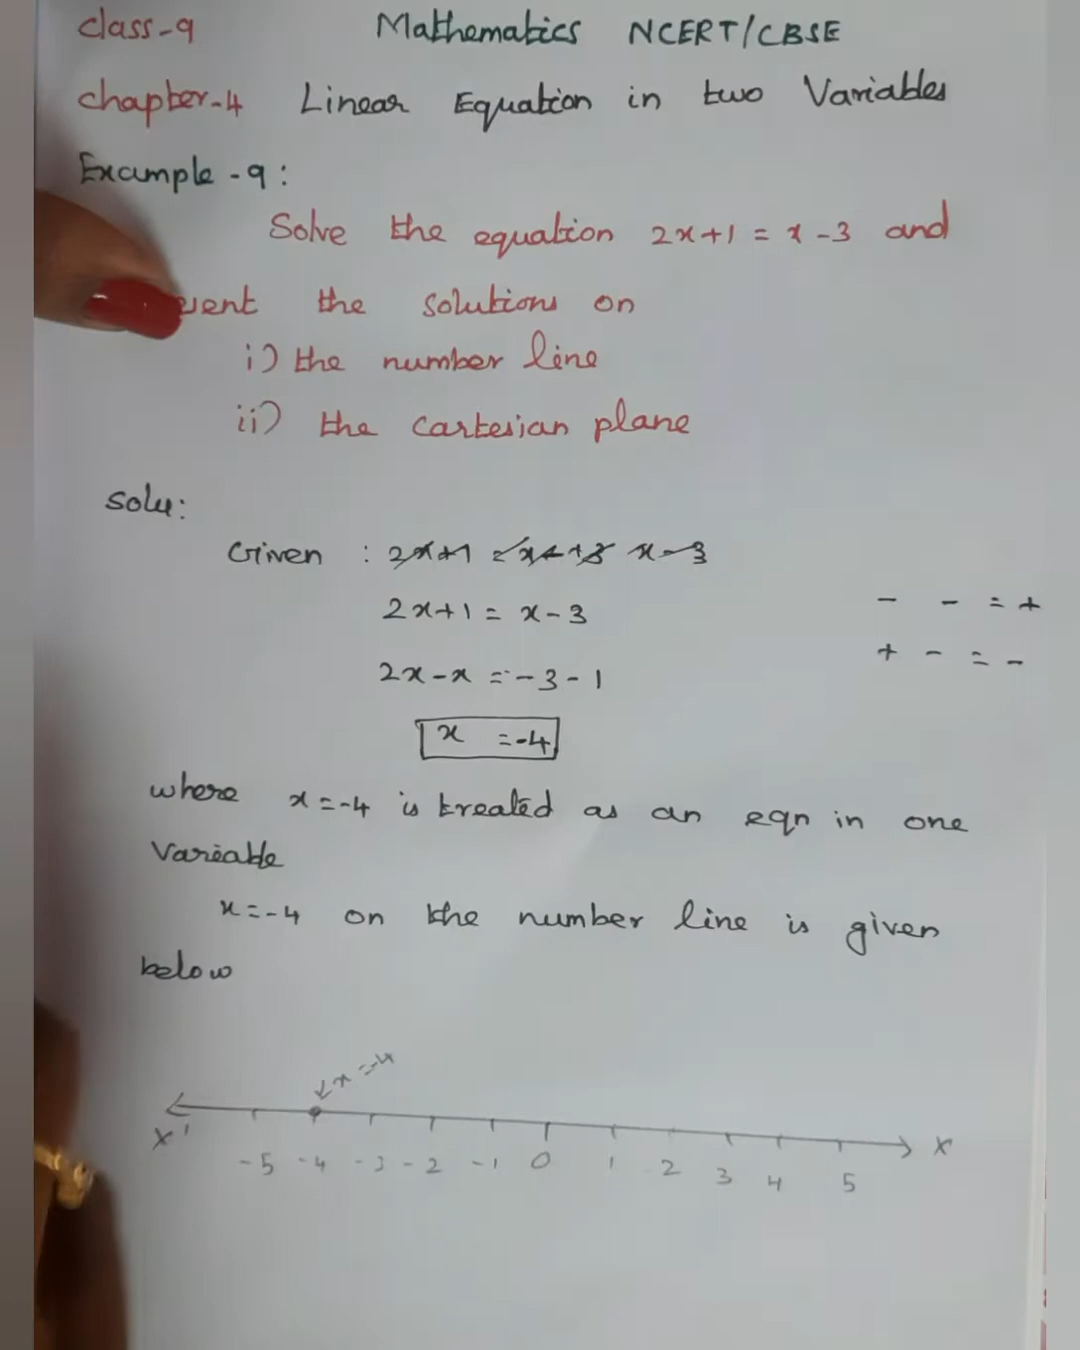 class-9 Mathematics NCERT/CBSE
chapter-4 Linear Equation in two Variables
Example-9:
Solve the equation 2x+1 = x-3 and
the solutions on
i) the number line
ii) the cartesian plane
Solu:
Given :
2x+1 = x-3
- - = +
2x-x = -3-1
+ - = -
x = -4
where x=-4 is treated as an eqn in one
Variable
x=-4 on the number line is given
below
x=-4
X' -5 -4 -3 -2 -1 0 1 2 3 4 5 X